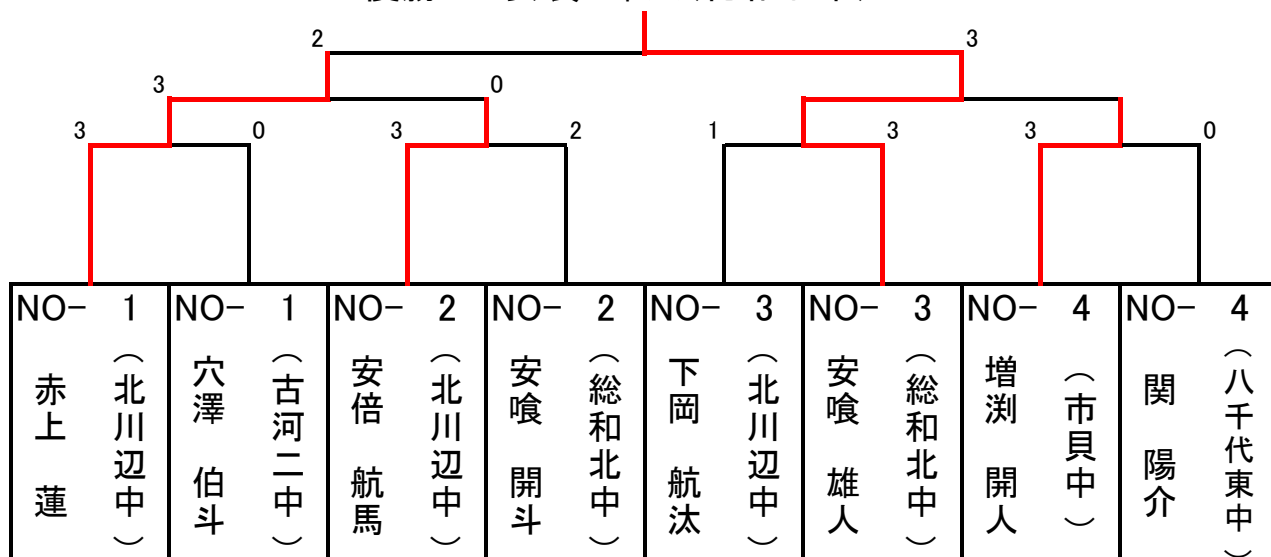 2 3
3 0
3 0 3 2 1 3 3 0
NO- 1 NO- 1 NO- 2 NO- 2 NO- 3 NO- 3 NO- 4 NO- 4
赤上 蓮 (北川辺中)
穴澤 伯斗 (古河二中)
安倍 航馬 (北川辺中)
安喰 開斗 (総和北中)
下岡 航汰 (北川辺中)
安喰 雄人 (総和北中)
増渕 開人 (市貝中)
関 陽介 (八千代東中)